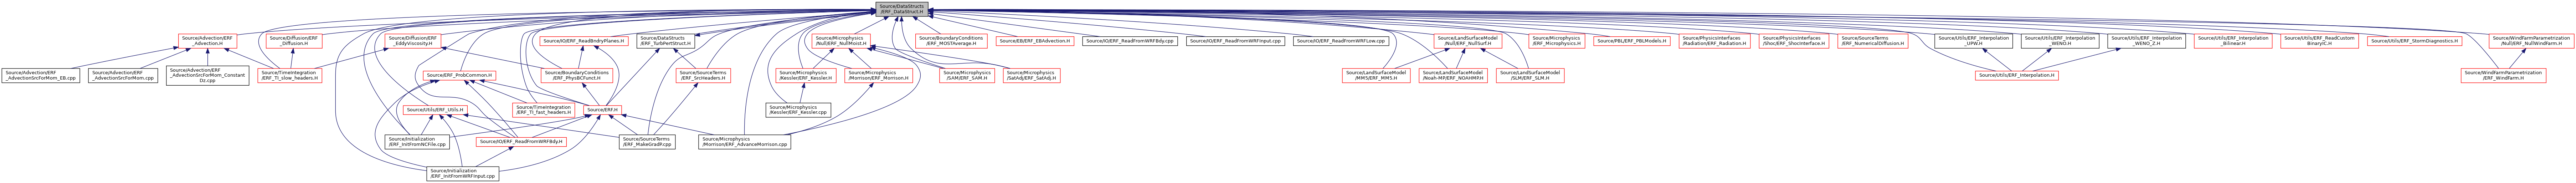 Source/DataStructs
/ERF_DataStruct.H
Source/Advection/ERF
_Advection.H
Source/Diffusion/ERF
_Diffusion.H
Source/Diffusion/ERF
_EddyViscosity.H
Source/IO/ERF_ReadBndryPlanes.H
Source/DataStructs
/ERF_TurbPertStruct.H
Source/Microphysics
/Null/ERF_NullMoist.H
Source/BoundaryConditions
/ERF_MOSTAverage.H
Source/EB/ERF_EBAdvection.H
Source/IO/ERF_ReadFromWRFBdy.cpp
Source/IO/ERF_ReadFromWRFInput.cpp
Source/IO/ERF_ReadFromWRFLow.cpp
Source/LandSurfaceModel
/Null/ERF_NullSurf.H
Source/Microphysics
/ERF_Microphysics.H
Source/PBL/ERF_PBLModels.H
Source/PhysicsInterfaces
/Radiation/ERF_Radiation.H
Source/PhysicsInterfaces
/Shoc/ERF_ShocInterface.H
Source/SourceTerms
/ERF_NumericalDiffusion.H
Source/Utils/ERF_Interpolation
_UPW.H
Source/Utils/ERF_Interpolation
_WENO.H
Source/Utils/ERF_Interpolation
_WENO_Z.H
Source/Utils/ERF_Interpolation
_Bilinear.H
Source/Utils/ERF_ReadCustom
BinaryIC.H
Source/Utils/ERF_StormDiagnostics.H
Source/WindFarmParametrization
/Null/ERF_NullWindFarm.H
Source/Advection/ERF
_AdvectionSrcForMom_EB.cpp
Source/Advection/ERF
_AdvectionSrcForMom.cpp
Source/Advection/ERF
_AdvectionSrcForMom_Constant
Dz.cpp
Source/TimeIntegration
/ERF_TI_slow_headers.H
Source/ERF_ProbCommon.H
Source/BoundaryConditions
/ERF_PhysBCFunct.H
Source/SourceTerms
/ERF_SrcHeaders.H
Source/Microphysics
/Kessler/ERF_Kessler.H
Source/Microphysics
/Morrison/ERF_Morrison.H
Source/Microphysics
/SAM/ERF_SAM.H
Source/Microphysics
/SatAdj/ERF_SatAdj.H
Source/LandSurfaceModel
/MM5/ERF_MM5.H
Source/LandSurfaceModel
/Noah-MP/ERF_NOAHMP.H
Source/LandSurfaceModel
/SLM/ERF_SLM.H
Source/Utils/ERF_Interpolation.H
Source/WindFarmParametrization
/ERF_WindFarm.H
Source/Utils/ERF_Utils.H
Source/TimeIntegration
/ERF_TI_fast_headers.H
Source/ERF.H
Source/Microphysics
/Kessler/ERF_Kessler.cpp
Source/Initialization
/ERF_InitFromNCFile.cpp
Source/IO/ERF_ReadFromWRFBdy.H
Source/SourceTerms
/ERF_MakeGradP.cpp
Source/Microphysics
/Morrison/ERF_AdvanceMorrison.cpp
Source/Initialization
/ERF_InitFromWRFInput.cpp